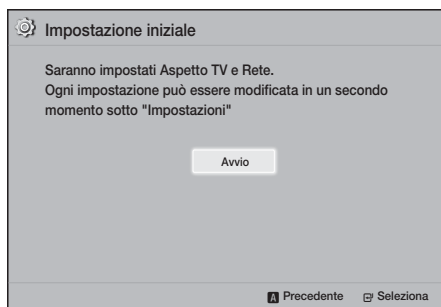 Impostazione iniziale
Saranno impostati Aspetto TV e Rete.
Ogni impostazione può essere modificata in un secondo
momento sotto "Impostazioni"
Avvio
A Precedente Seleziona